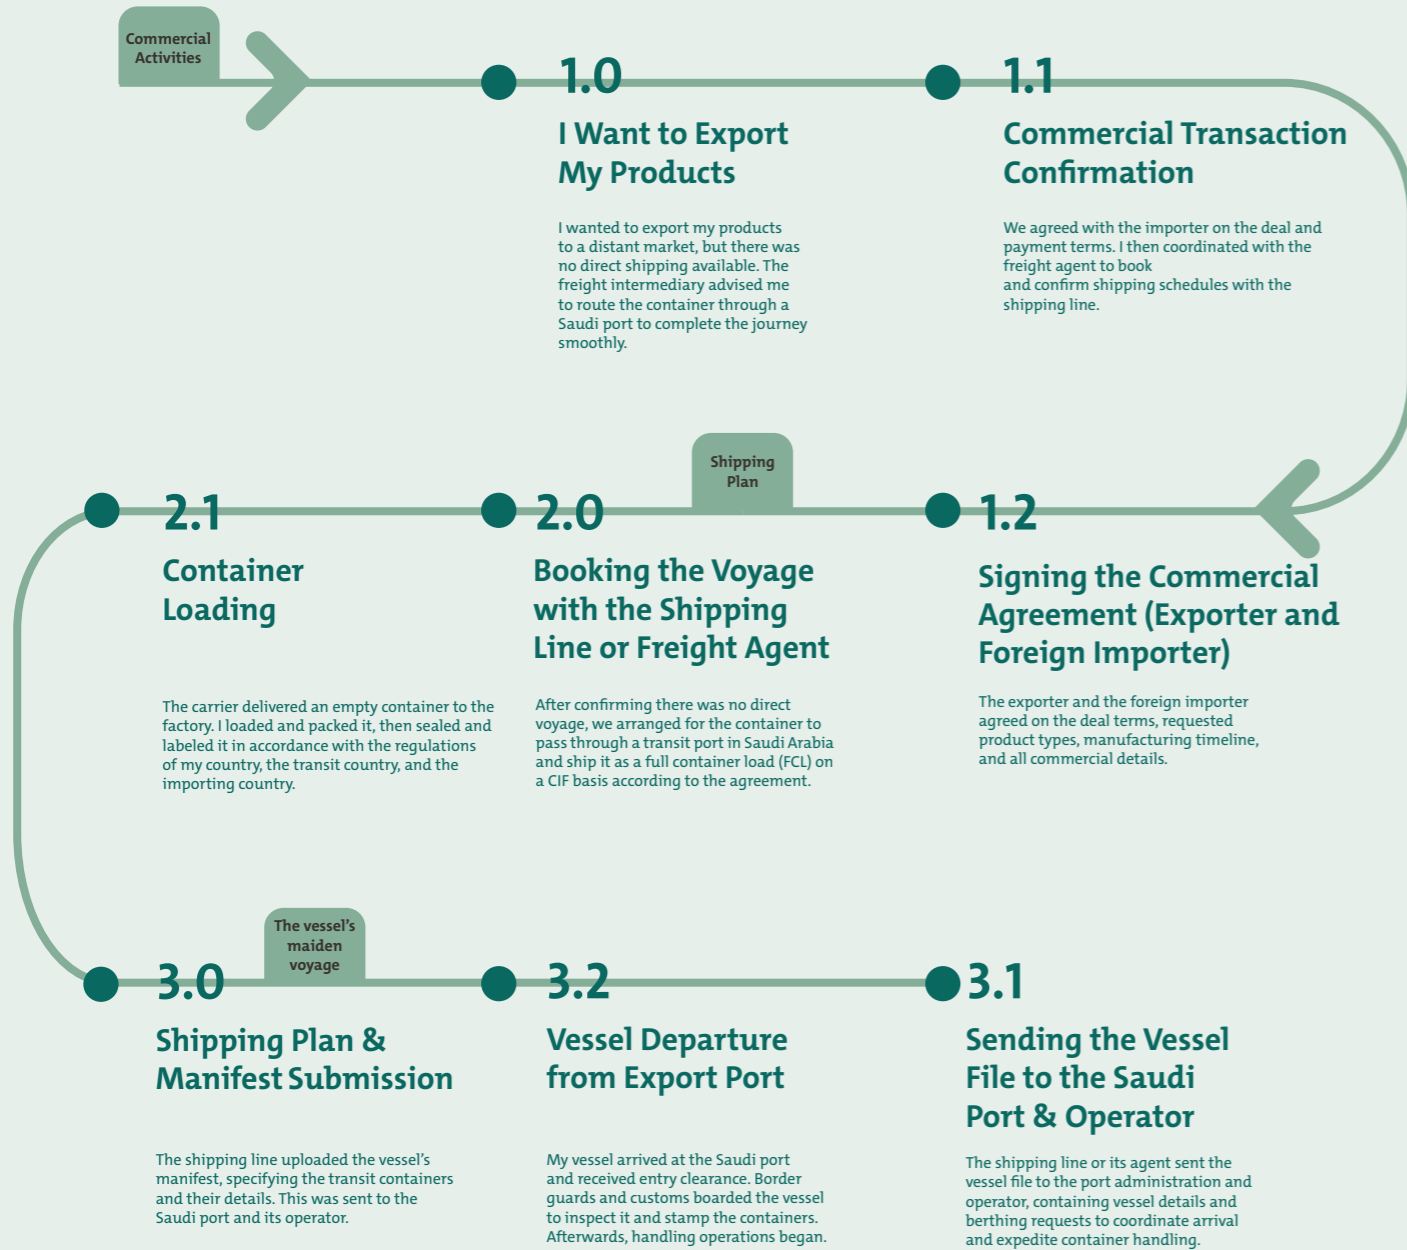 Commercial
Activities
1.0
I Want to Export
My Products
I wanted to export my products
to a distant market, but there was
no direct shipping available. The
freight intermediary advised me
to route the container through a
Saudi port to complete the journey
smoothly.
1.1
Commercial Transaction
Confirmation
We agreed with the importer on the deal and
payment terms. I then coordinated with the
freight agent to book
and confirm shipping schedules with the
shipping line.
1.2
Signing the Commercial
Agreement (Exporter and
Foreign Importer)
The exporter and the foreign importer
agreed on the deal terms, requested
product types, manufacturing timeline,
and all commercial details.
Shipping
Plan
2.0
Booking the Voyage
with the Shipping
Line or Freight Agent
After confirming there was no direct
voyage, we arranged for the container to
pass through a transit port in Saudi Arabia
and ship it as a full container load (FCL) on
a CIF basis according to the agreement.
2.1
Container
Loading
The carrier delivered an empty container to the
factory. I loaded and packed it, then sealed and
labeled it in accordance with the regulations
of my country, the transit country, and the
importing country.
3.0
Shipping Plan &
Manifest Submission
The shipping line uploaded the vessel's
manifest, specifying the transit containers
and their details. This was sent to the
Saudi port and its operator.
The vessel's
maiden
voyage
3.2
Vessel Departure
from Export Port
My vessel arrived at the Saudi port
and received entry clearance. Border
guards and customs boarded the vessel
to inspect it and stamp the containers.
Afterwards, handling operations began.
3.1
Sending the Vessel
File to the Saudi
Port & Operator
The shipping line or its agent sent the
vessel file to the port administration and
operator, containing vessel details and
berthing requests to coordinate arrival
and expedite container handling.